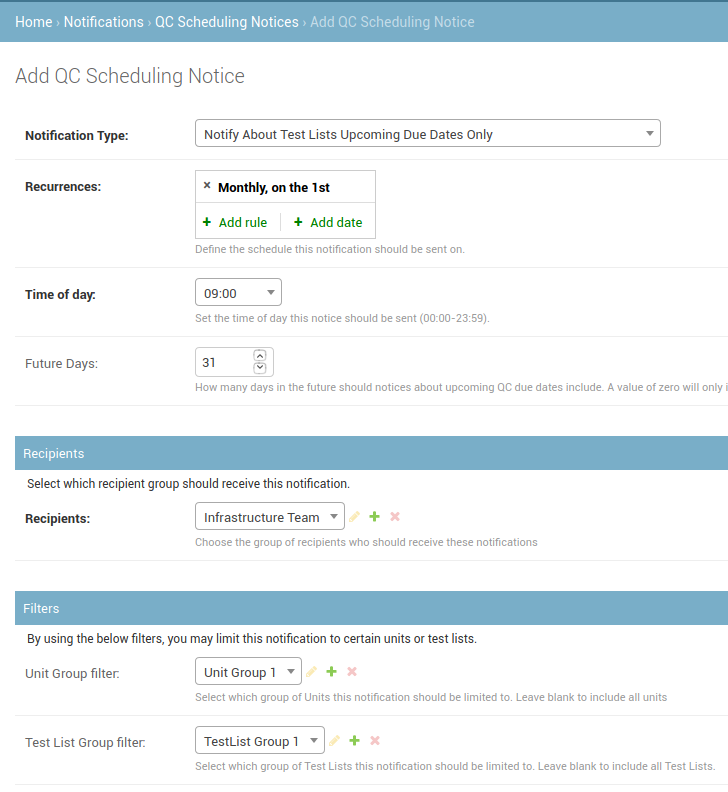 Home › Notifications › QC Scheduling Notices › Add QC Scheduling Notice
Add QC Scheduling Notice
Notification Type: Notify About Test Lists Upcoming Due Dates Only
Recurrences: × Monthly, on the 1st
+ Add rule + Add date
Define the schedule this notification should be sent on.
Time of day: 09:00
Set the time of day this notice should be sent (00:00-23:59).
Future Days: 31
How many days in the future should notices about upcoming QC due dates include. A value of zero will only
Recipients
Select which recipient group should receive this notification.
Recipients: Infrastructure Team
Choose the group of recipients who should receive these notifications
Filters
By using the below filters, you may limit this notification to certain units or test lists.
Unit Group filter: Unit Group 1
Select which group of Units this notification should be limited to. Leave blank to include all units
Test List Group filter: TestList Group 1
Select which group of Test Lists this notification should be limited to. Leave blank to include all Test Lists.